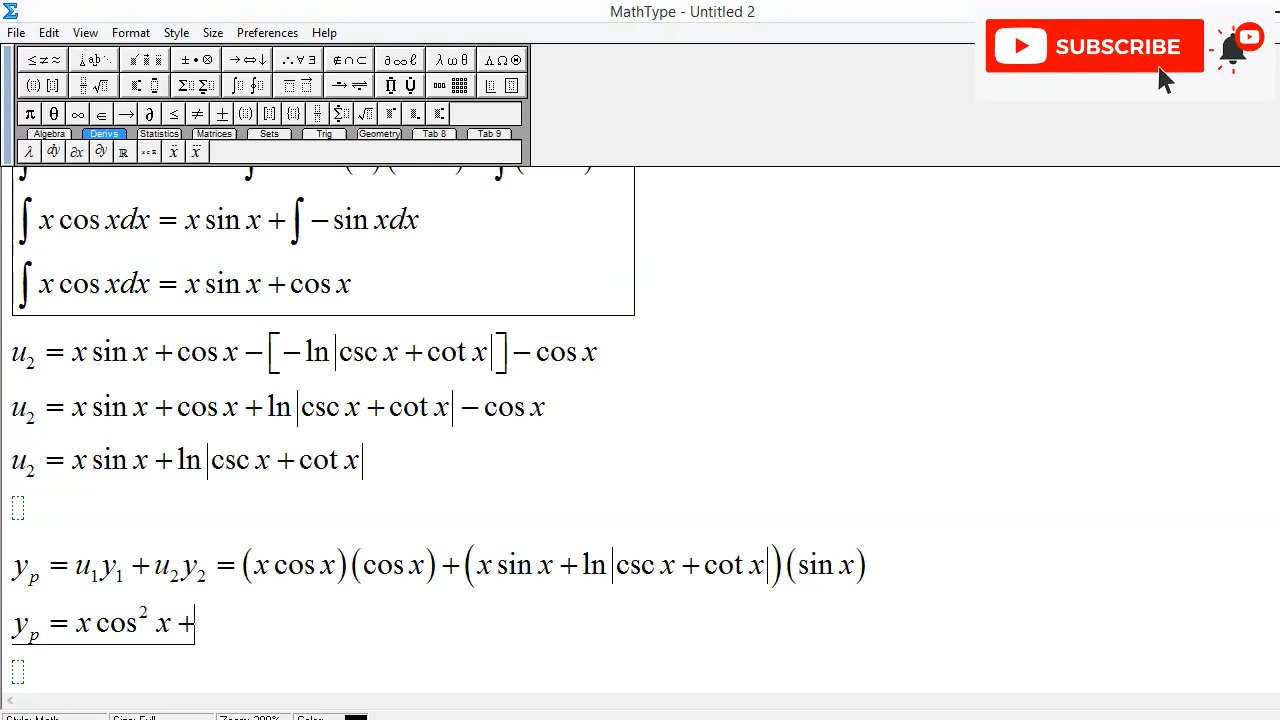 MathType - Untitled 2
File Edit View Format Style Size Preferences Help
SUBSCRIBE
≤ ≠ ≈ ± • ⊗ → ⇔ ↓ ∴ ∀ ∃ ∉ ∩ ⊂ ∂ ∞ ℓ λ ω θ Δ Ω ⊗
π θ ∞ ∈ → ∂ ≤ ≠ ±
Algebra Derivs Statistics Matrices Sets Trig Geometry Tab 8 Tab 9
λ dy ∂x ∂y ℝ x∈R ẍ ẍ
∫ x cos xdx = x sin x + ∫ − sin xdx
∫ x cos xdx = x sin x + cos x
u₂ = x sin x + cos x − [− ln|csc x + cot x|] − cos x
u₂ = x sin x + cos x + ln|csc x + cot x| − cos x
u₂ = x sin x + ln|csc x + cot x|
yₚ = u₁y₁ + u₂y₂ = (x cos x)(cos x) + (x sin x + ln|csc x + cot x|)(sin x)
yₚ = x cos² x +